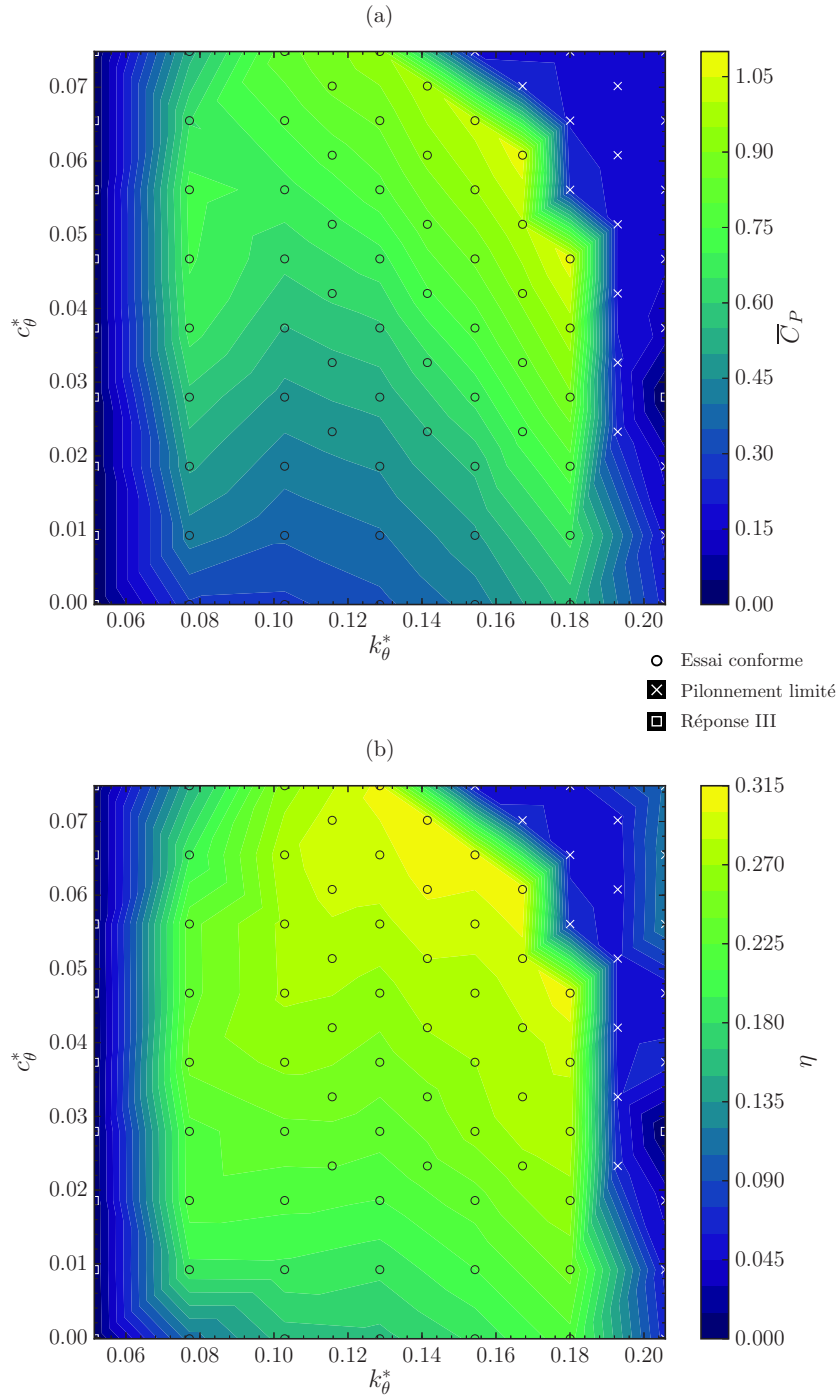 (a)
0.07
0.06
0.05
0.04
0.03
0.02
0.01
0.00
c*θ
0.06 0.08 0.10 0.12 0.14 0.16 0.18 0.20
k*θ
1.05
0.90
0.75
0.60
0.45
0.30
0.15
0.00
C̅P
Essai conforme
Pilonnement limité
Réponse III
(b)
0.07
0.06
0.05
0.04
0.03
0.02
0.01
0.00
c*θ
0.06 0.08 0.10 0.12 0.14 0.16 0.18 0.20
k*θ
0.315
0.270
0.225
0.180
0.135
0.090
0.045
0.000
η